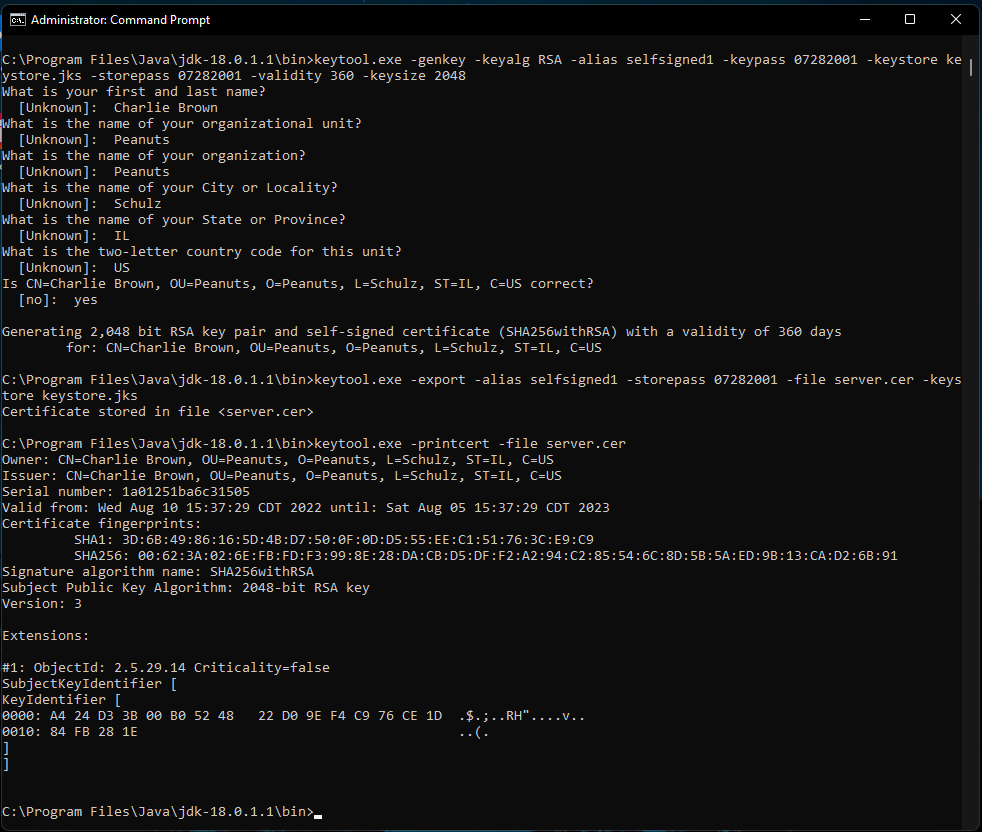 Administrator: Command Prompt
C:\Program Files\Java\jdk-18.0.1.1\bin>keytool.exe -genkey -keyalg RSA -alias selfsigned1 -keypass 07282001 -keystore ke
ystore.jks -storepass 07282001 -validity 360 -keysize 2048
What is your first and last name?
  [Unknown]:  Charlie Brown
What is the name of your organizational unit?
  [Unknown]:  Peanuts
What is the name of your organization?
  [Unknown]:  Peanuts
What is the name of your City or Locality?
  [Unknown]:  Schulz
What is the name of your State or Province?
  [Unknown]:  IL
What is the two-letter country code for this unit?
  [Unknown]:  US
Is CN=Charlie Brown, OU=Peanuts, O=Peanuts, L=Schulz, ST=IL, C=US correct?
  [no]:  yes
Generating 2,048 bit RSA key pair and self-signed certificate (SHA256withRSA) with a validity of 360 days
        for: CN=Charlie Brown, OU=Peanuts, O=Peanuts, L=Schulz, ST=IL, C=US
C:\Program Files\Java\jdk-18.0.1.1\bin>keytool.exe -export -alias selfsigned1 -storepass 07282001 -file server.cer -keys
tore keystore.jks
Certificate stored in file <server.cer>
C:\Program Files\Java\jdk-18.0.1.1\bin>keytool.exe -printcert -file server.cer
Owner: CN=Charlie Brown, OU=Peanuts, O=Peanuts, L=Schulz, ST=IL, C=US
Issuer: CN=Charlie Brown, OU=Peanuts, O=Peanuts, L=Schulz, ST=IL, C=US
Serial number: 1a01251ba6c31505
Valid from: Wed Aug 10 15:37:29 CDT 2022 until: Sat Aug 05 15:37:29 CDT 2023
Certificate fingerprints:
         SHA1: 3D:6B:49:86:16:5D:4B:D7:50:0F:0D:D5:55:EE:C1:51:76:3C:E9:C9
         SHA256: 00:62:3A:02:6E:FB:FD:F3:99:8E:28:DA:CB:D5:DF:F2:A2:94:C2:85:54:6C:8D:5B:5A:ED:9B:13:CA:D2:6B:91
Signature algorithm name: SHA256withRSA
Subject Public Key Algorithm: 2048-bit RSA key
Version: 3
Extensions:
#1: ObjectId: 2.5.29.14 Criticality=false
SubjectKeyIdentifier [
KeyIdentifier [
0000: A4 24 D3 3B 00 B0 52 48   22 D0 9E F4 C9 76 CE 1D  .$.;..RH"....v..
0010: 84 FB 28 1E                                        ..(.
]
]
C:\Program Files\Java\jdk-18.0.1.1\bin>